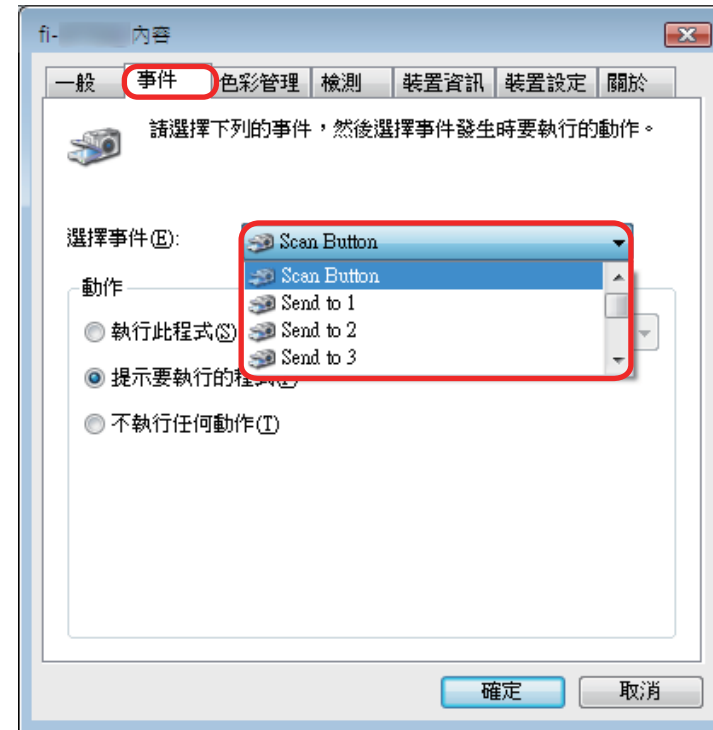 fi- 內容
一般 事件 色彩管理 檢測 裝置資訊 裝置設定 關於
請選擇下列的事件，然後選擇事件發生時要執行的動作。
選擇事件(E): Scan Button
Scan Button
Send to 1
Send to 2
Send to 3
動作
執行此程式(S)
提示要執行的程式(P)
不執行任何動作(T)
確定 取消